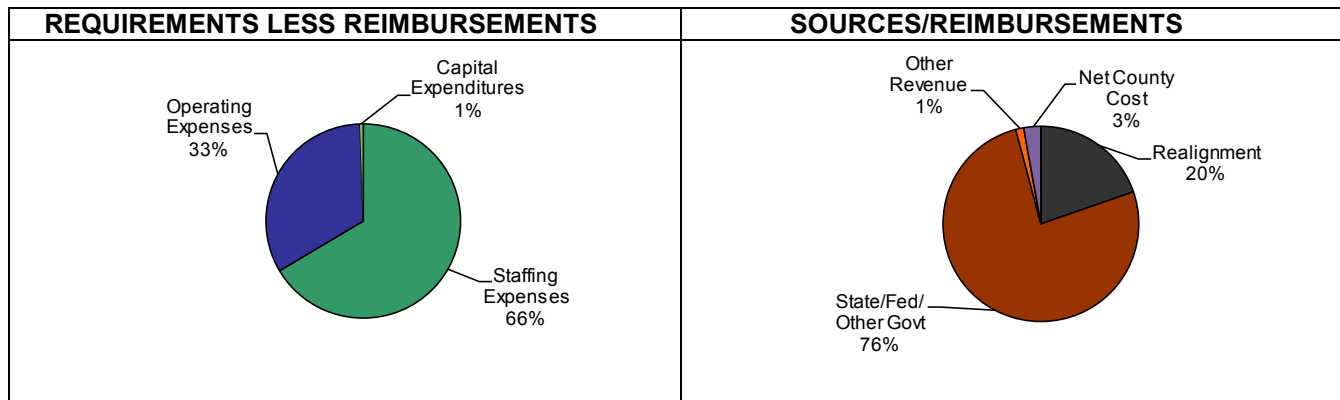 REQUIREMENTS LESS REIMBURSEMENTS
Capital
Expenditures
1%
Operating
Expenses
33%
Staffing
Expenses
66%
SOURCES/REIMBURSEMENTS
Other
Revenue
1%
Net County
Cost
3%
Realignment
20%
State/Fed/
Other Govt
76%